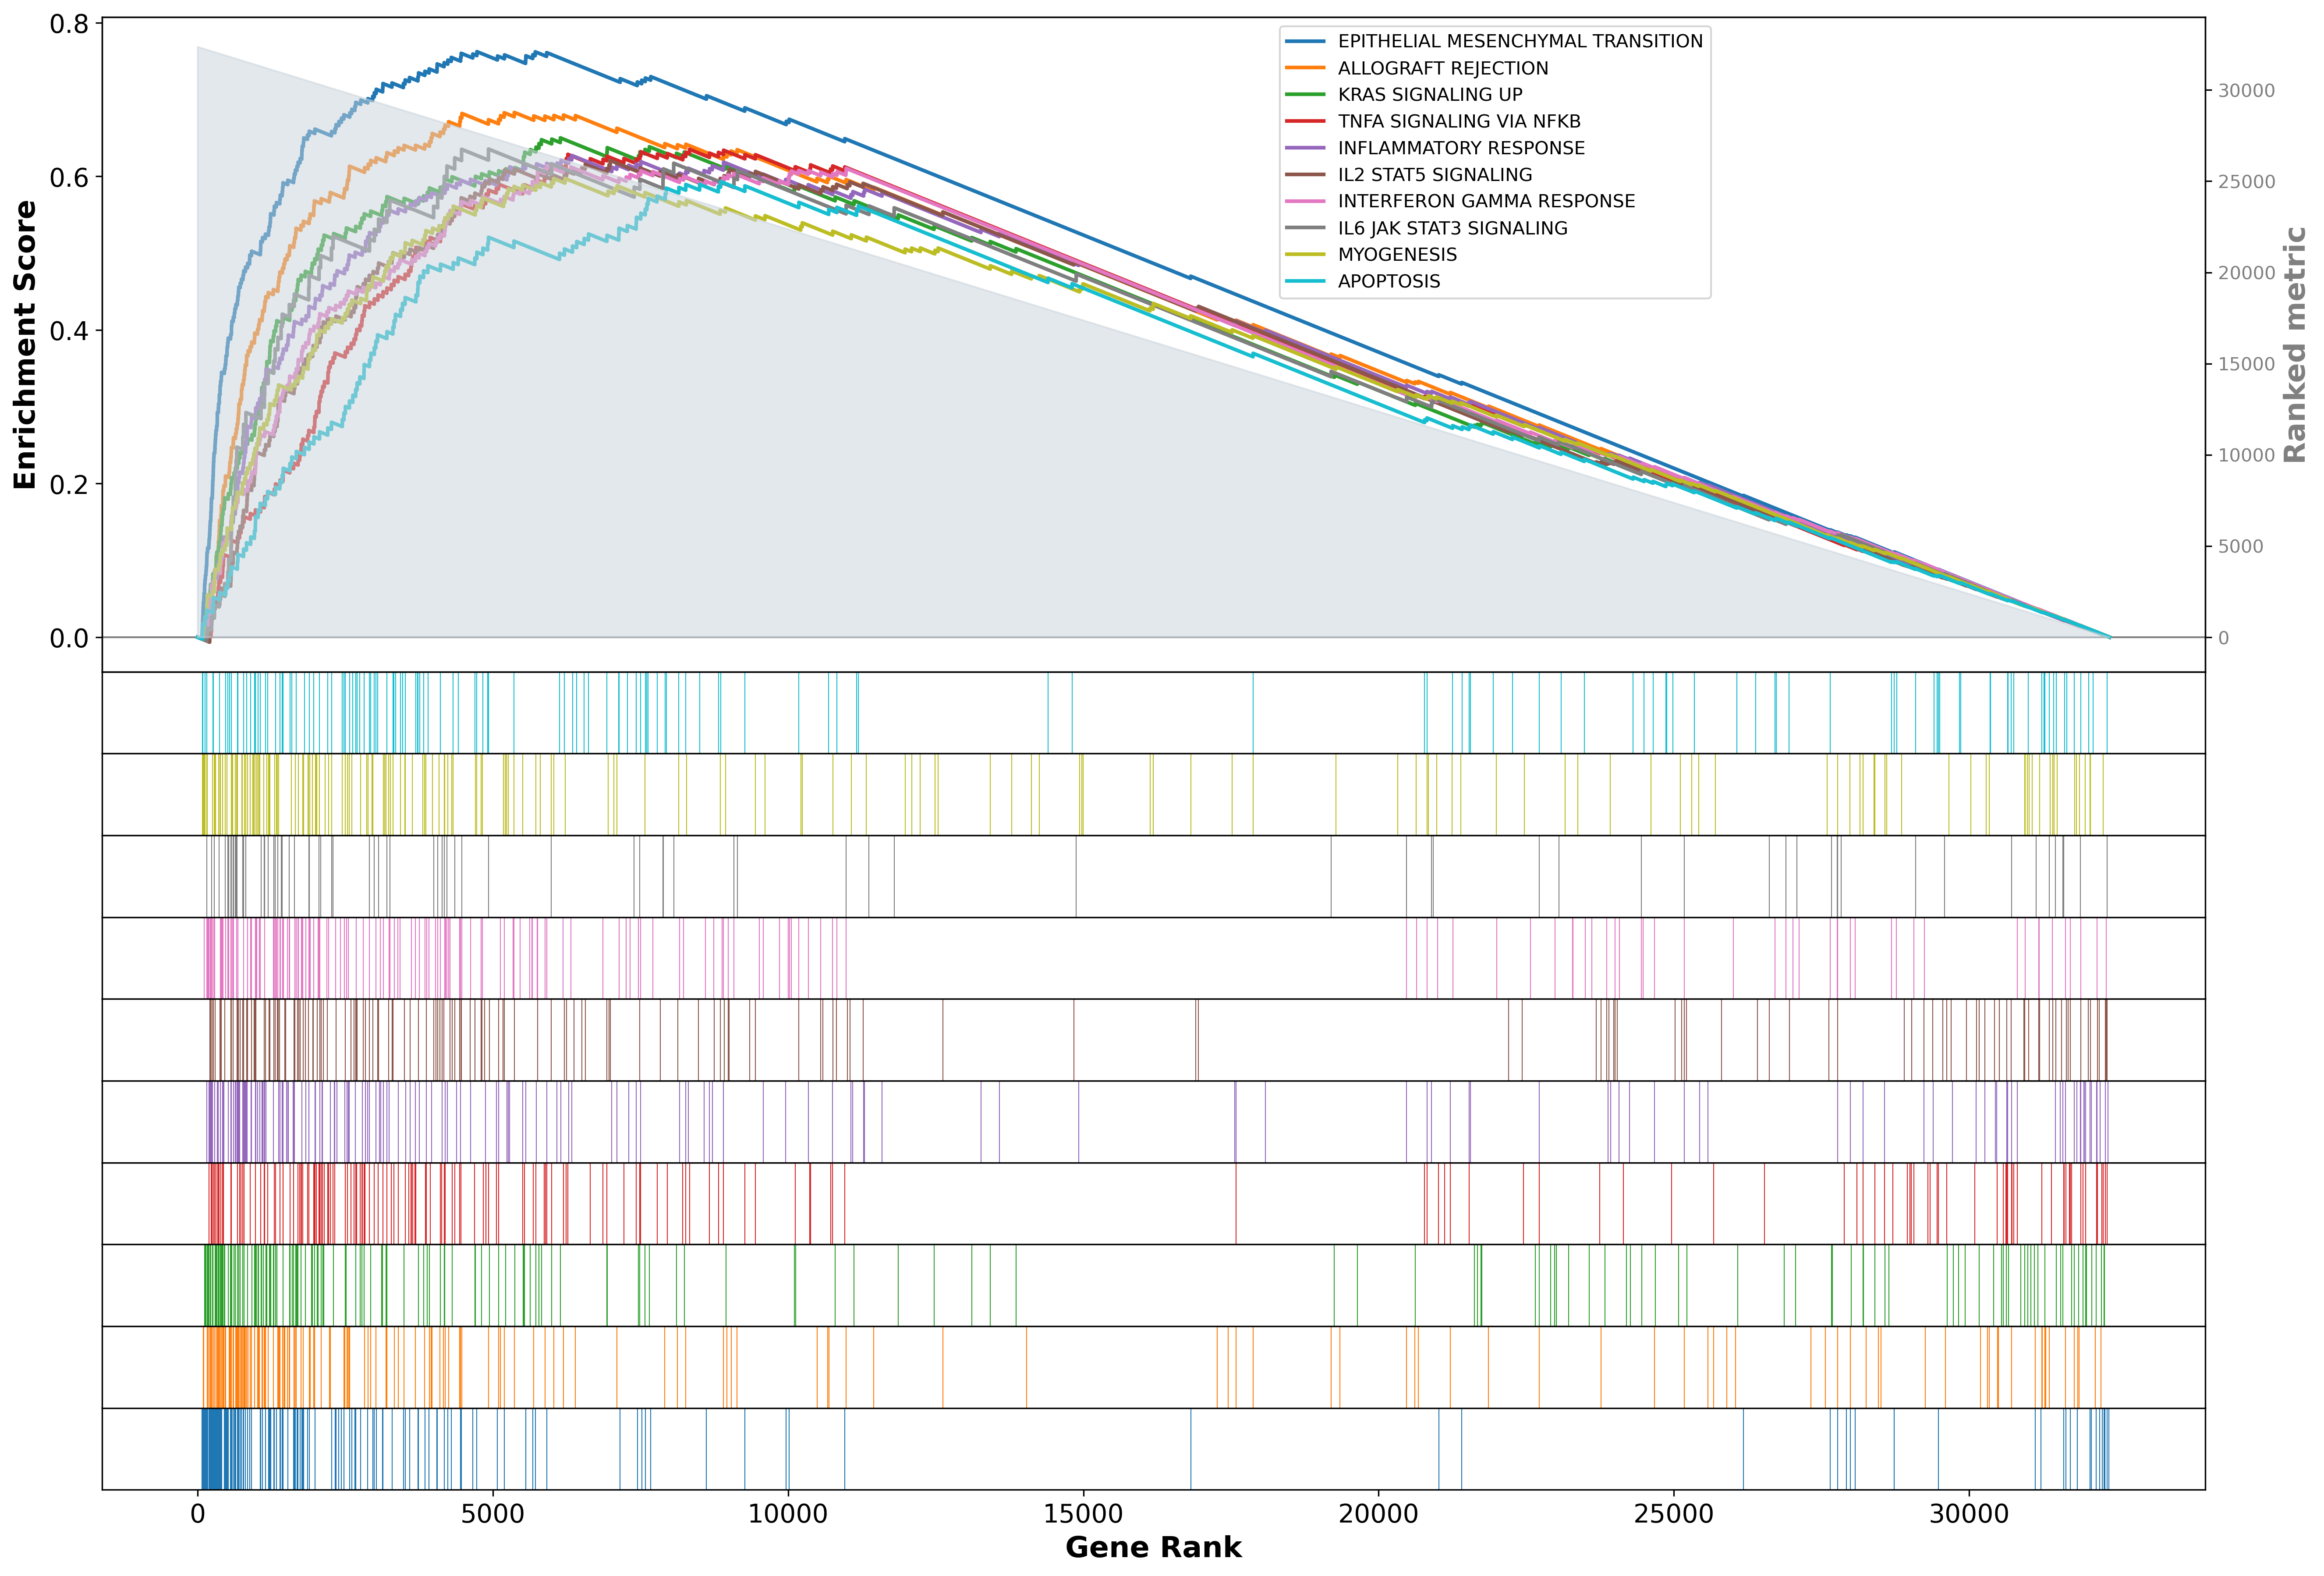 0.8
0.6
0.4
0.2
0.0
Enrichment Score
EPITHELIAL MESENCHYMAL TRANSITION
ALLOGRAFT REJECTION
KRAS SIGNALING UP
TNFA SIGNALING VIA NFKB
INFLAMMATORY RESPONSE
IL2 STAT5 SIGNALING
INTERFERON GAMMA RESPONSE
IL6 JAK STAT3 SIGNALING
MYOGENESIS
APOPTOSIS
30000
25000
20000
15000
10000
5000
0
Ranked metric
0
5000
10000
15000
20000
25000
30000
Gene Rank